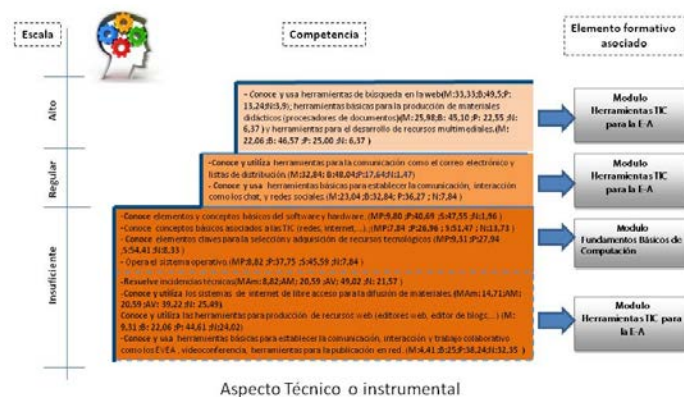 Escala
Competencia
Elemento formativo
asociado
Alto
- Conoce y usa herramientas de búsqueda en la web(M:33,33;B:49,5;P:
13,24;N:3,9); herramientas básicas para la producción de materiales
didácticos (procesadores de documentos)(M: 25,98;B: 45,10 ;P: 22,55 ;N:
6,37 ) y herramientas para el desarrollo de recursos multimediales.(M:
22,06 ;B: 46,57 ;P: 25,00 ;N: 6,37 )
Modulo
Herramientas TIC
para la E-A
Regular
-Conoce y utiliza herramientas para la comunicación como el correo electrónico y
listas de distribución (M:32,84; B:48,04;P:17,64;N:1,47)
- Conoce y usa herramientas básicas para establecer la comunicación, interacción
como los chat, y redes sociales (M:23,04;B:32,84; P:36,27 ;N:7,84 )
Modulo
Herramientas TIC
para la E-A
Insuficiente
- Conoce elementos y conceptos básicos del software y hardware. (MP:9,80 ;P:40,69 ;S:47,55 ;N:1,96 )
- Conoce conceptos básicos asociados a las TIC (redes, internet,...). (MP:7,84 ;P:26,96 ; S:51,47 ; N:13,73 )
- Conoce elementos claves para la selección y adquisición de recursos tecnológicos (MP:9,31;P:27,94
,S:54,41;N:8,33)
- Opera el sistema operativo (MP:8,82 ;P:37,75 ;S:45,59 ;N:7,84 )
Modulo
Fundamentos Básicos de
Computación
-Resuelve incidencias técnicas(MAm: 8,82;AM: 20,59 ;AV: 49,02 ;N: 21,57 )
-Conoce y utiliza los sistemas de internet de libre acceso para la difusión de materiales. (MAm: 14,71;AM:
20,59 ;AV: 39,22 ;N: 25,49)
Conoce y utiliza las herramientas para producción de recursos web (editores web, editor de blogs,...) (M:
9,31 ;B: 22,06 ;P: 44,61 ;N:24,02)
-Conoce y usa herramientas básicas para establecer la comunicación, interacción y trabajo colaborativo
como los EVEA , videoconferencia, herramientas para la publicación en red. (M:4,41 ;B:25;P:38,24;N:32,35 )
Modulo
Herramientas TIC para
la E-A
Aspecto Técnico o instrumental